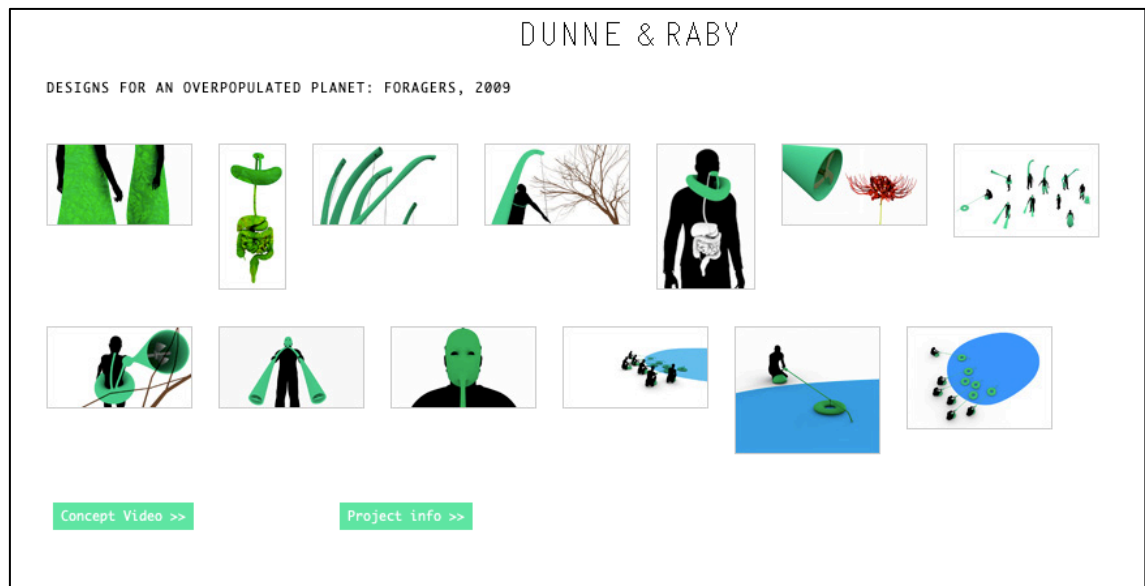 DUNNE & RABY
DESIGNS FOR AN OVERPOPULATED PLANET: FORAGERS, 2009
Concept Video >>
Project info >>